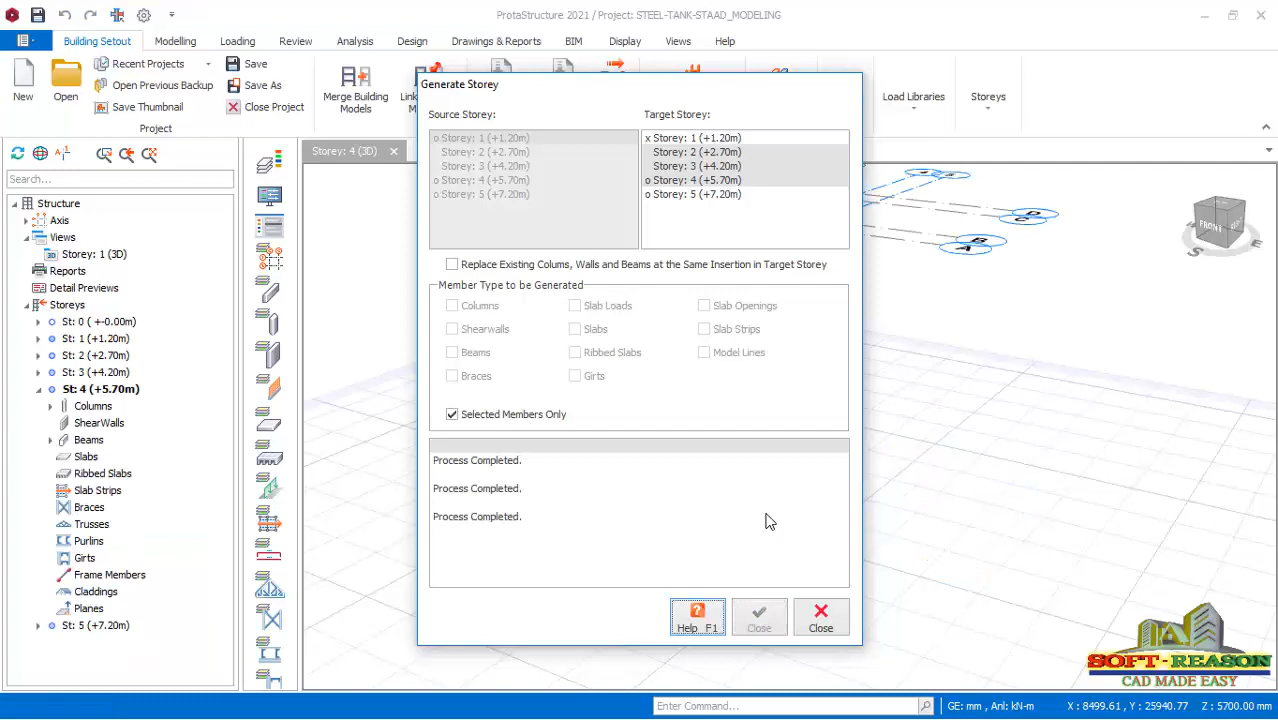 ProtaStructure 2021 / Project: STEEL-TANK-STAAD_MODELING
Building Setout Modelling Loading Review Analysis Design Drawings & Reports BIM Display Views Help
New
Open
Recent Projects
Open Previous Backup
Save Thumbnail
Save
Save As
Close Project
Project
Merge Building
Models
Load Libraries
Storeys
Storey: 4 (3D)
Search...
Structure
Axis
Views
Storey: 1 (3D)
Reports
Detail Previews
Storeys
St: 0 ( +-0.00m)
St: 1 (+1.20m)
St: 2 (+2.70m)
St: 3 (+4.20m)
St: 4 (+5.70m)
Columns
ShearWalls
Beams
Slabs
Ribbed Slabs
Slab Strips
Braces
Trusses
Purlins
Girts
Frame Members
Claddings
Planes
St: 5 (+7.20m)
Generate Storey
Source Storey:
o Storey: 1 (+1.20m)
Storey: 2 (+2.70m)
Storey: 3 (+4.20m)
o Storey: 4 (+5.70m)
o Storey: 5 (+7.20m)
Target Storey:
x Storey: 1 (+1.20m)
Storey: 2 (+2.70m)
Storey: 3 (+4.20m)
o Storey: 4 (+5.70m)
o Storey: 5 (+7.20m)
Replace Existing Colums, Walls and Beams at the Same Insertion in Target Storey
Member Type to be Generated
Columns Slab Loads Slab Openings
Shearwalls Slabs Slab Strips
Beams Ribbed Slabs Model Lines
Braces Girts
Selected Members Only
Process Completed.
Process Completed.
Process Completed.
Help F1
Close
Close
D
C
B
A
FRONT
S
E
SOFT-REASON
CAD MADE EASY
Enter Command...
GE: mm, Anl: kN-m
X : 8499.61, Y : 25940.77 Z : 5700.00 mm